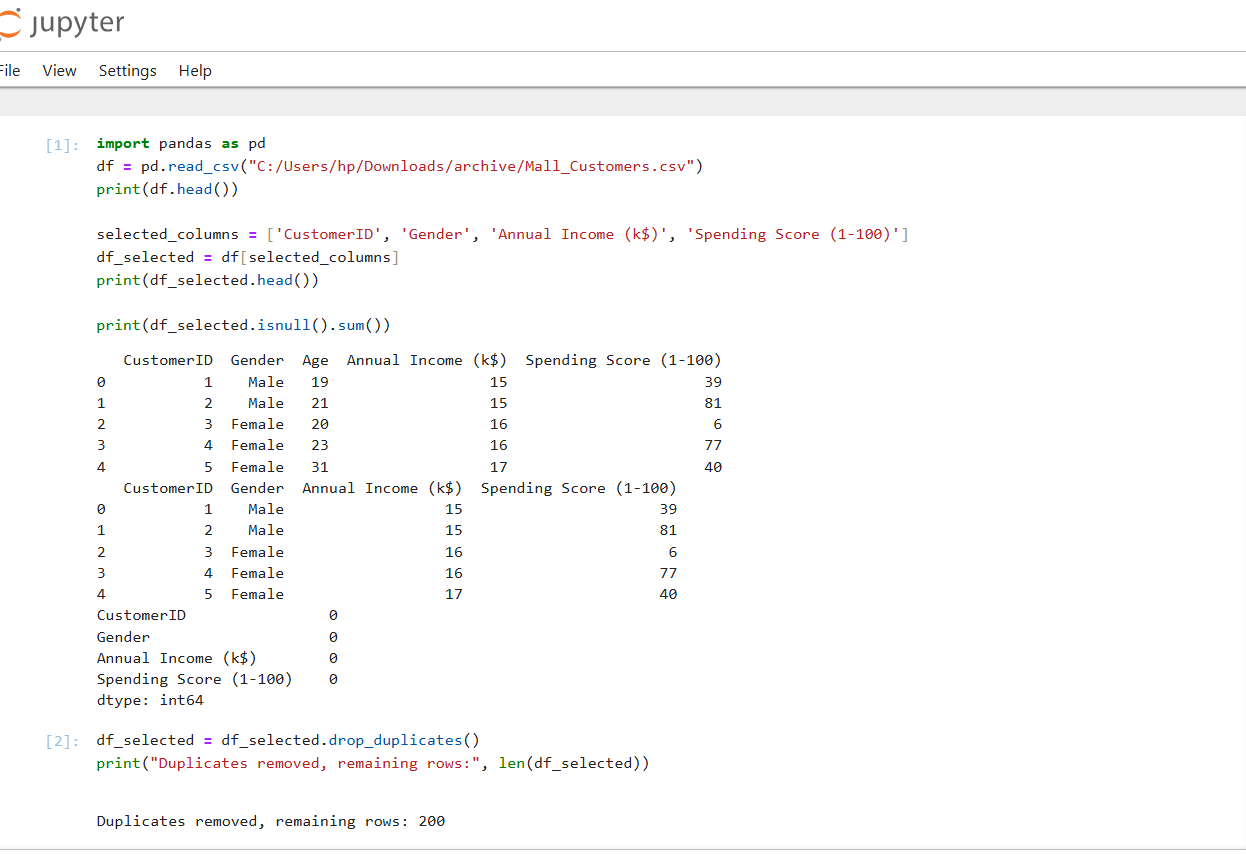 jupyter
File View Settings Help
[1]: import pandas as pd
df = pd.read_csv("C:/Users/hp/Downloads/archive/Mall_Customers.csv")
print(df.head())
selected_columns = ['CustomerID', 'Gender', 'Annual Income (k$)', 'Spending Score (1-100)']
df_selected = df[selected_columns]
print(df_selected.head())
print(df_selected.isnull().sum())
CustomerID Gender Age Annual Income (k$) Spending Score (1-100)
0 1 Male 19 15 39
1 2 Male 21 15 81
2 3 Female 20 16 6
3 4 Female 23 16 77
4 5 Female 31 17 40
CustomerID Gender Annual Income (k$) Spending Score (1-100)
0 1 Male 15 39
1 2 Male 15 81
2 3 Female 16 6
3 4 Female 16 77
4 5 Female 17 40
CustomerID 0
Gender 0
Annual Income (k$) 0
Spending Score (1-100) 0
dtype: int64
[2]: df_selected = df_selected.drop_duplicates()
print("Duplicates removed, remaining rows:", len(df_selected))
Duplicates removed, remaining rows: 200